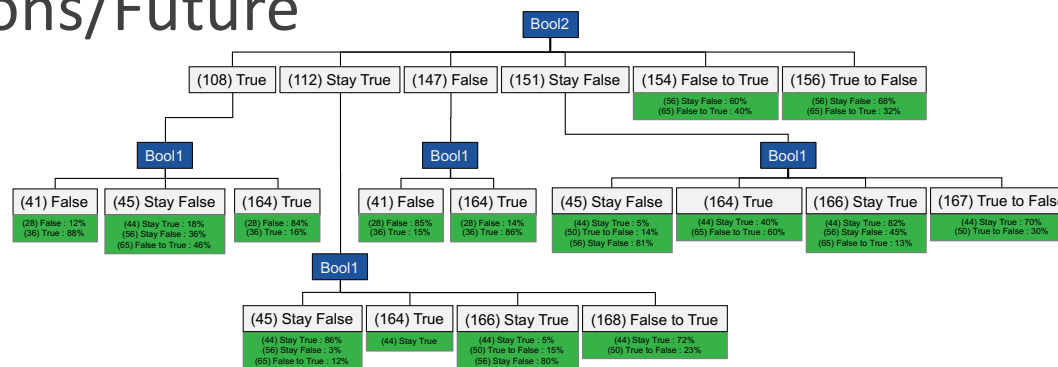 ons/Future
Bool2
(108) True
(112) Stay True
(147) False
(151) Stay False
(154) False to True
(156) True to False
(56) Stay False : 60%
(65) False to True : 40%
(56) Stay False : 68%
(65) False to True : 32%
Bool1
Bool1
Bool1
(41) False
(45) Stay False
(164) True
(41) False
(164) True
(45) Stay False
(164) True
(166) Stay True
(167) True to False
(28) False : 12%
(36) True : 88%
(44) Stay True : 18%
(56) Stay False : 36%
(65) False to True : 46%
(28) False : 84%
(36) True : 16%
(28) False : 85%
(36) True : 15%
(28) False : 14%
(36) True : 86%
(44) Stay True : 5%
(50) True to False : 14%
(56) Stay False : 81%
(44) Stay True : 40%
(65) False to True : 60%
(44) Stay True : 82%
(56) Stay False : 45%
(65) False to True : 13%
(44) Stay True : 70%
(50) True to False : 30%
Bool1
(45) Stay False
(164) True
(166) Stay True
(168) False to True
(44) Stay True : 86%
(56) Stay False : 3%
(65) False to True : 12%
(44) Stay True
(44) Stay True : 5%
(50) True to False : 15%
(56) Stay False : 80%
(44) Stay True : 72%
(50) True to False : 23%